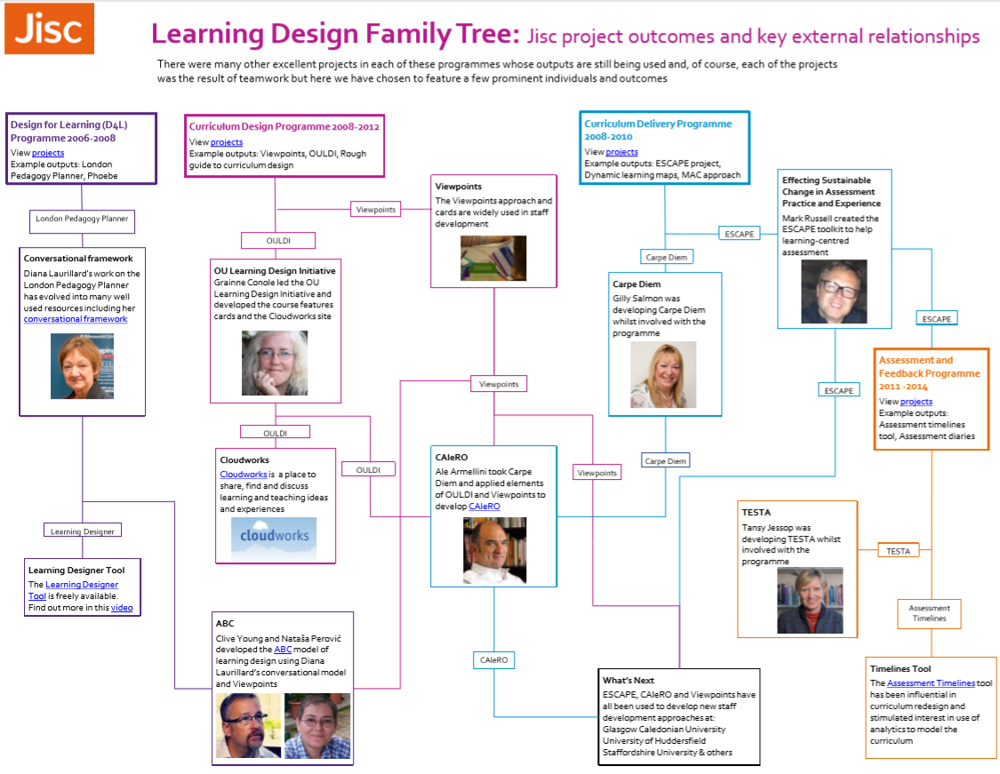 Jisc
Learning Design Family Tree: Jisc project outcomes and key external relationships
There were many other excellent projects in each of these programmes whose outputs are still being used and, of course, each of the projects
was the result of teamwork but here we have chosen to feature a few prominent individuals and outcomes
Design for Learning (D4L)
Programme 2006-2008
View projects
Example outputs: London
Pedagogy Planner, Phoebe
Curriculum Design Programme 2008-2012
View projects
Example outputs: Viewpoints, OULDI, Rough
guide to curriculum design
Curriculum Delivery Programme
2008-2010
View projects
Example outputs: ESCAPE project,
Dynamic learning maps, MAC approach
Effecting Sustainable
Change in Assessment
Practice and Experience
Mark Russell created the
ESCAPE toolkit to help
learning-centred
assessment
Viewpoints
The Viewpoints approach and
cards are widely used in staff
development
Viewpoints
London Pedagogy Planner
OULDI
ESCAPE
Carpe Diem
Conversational framework
Diana Laurillard's work on the
London Pedagogy Planner
has evolved into many well
used resources including her
conversational framework
OU Learning Design Initiative
Grainne Conole led the OU
Learning Design Initiative and
developed the course features
cards and the Cloudworks site
Carpe Diem
Gilly Salmon was
developing Carpe Diem
whilst involved with the
programme
ESCAPE
Assessment and
Feedback Programme
2011 -2014
View projects
Example outputs:
Assessment timelines
tool, Assessment diaries
Viewpoints
ESCAPE
OULDI
Cloudworks
Cloudworks is a place to
share, find and discuss
learning and teaching ideas
and experiences
cloudworks
OULDI
CAIeRO
Ale Armellini took Carpe
Diem and applied elements
of OULDI and Viewpoints to
develop CAIeRO
Viewpoints
Carpe Diem
TESTA
Tansy Jessop was
developing TESTA whilst
involved with the
programme
TESTA
Learning Designer
Learning Designer Tool
The Learning Designer
Tool is freely available.
Find out more in this video
Assessment
Timelines
ABC
Clive Young and Nataša Perović
developed the ABC model of
learning design using Diana
Laurillard's conversational model
and Viewpoints
CAIeRO
What's Next
ESCAPE, CAIeRO and Viewpoints have
all been used to develop new staff
development approaches at:
Glasgow Caledonian University
University of Huddersfield
Staffordshire University & others
Timelines Tool
The Assessment Timelines tool
has been influential in
curriculum redesign and
stimulated interest in use of
analytics to model the
curriculum